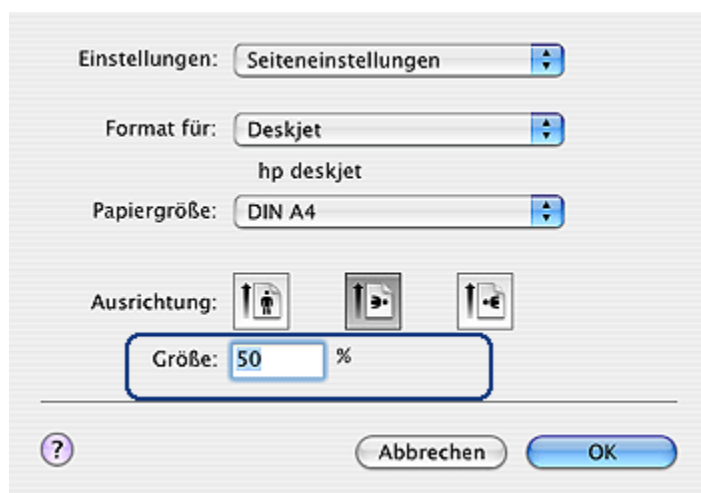 Einstellungen: Seiteneinstellungen
Format für: Deskjet
hp deskjet
Papiergröße: DIN A4
Ausrichtung:
Größe: 50 %
? Abbrechen OK